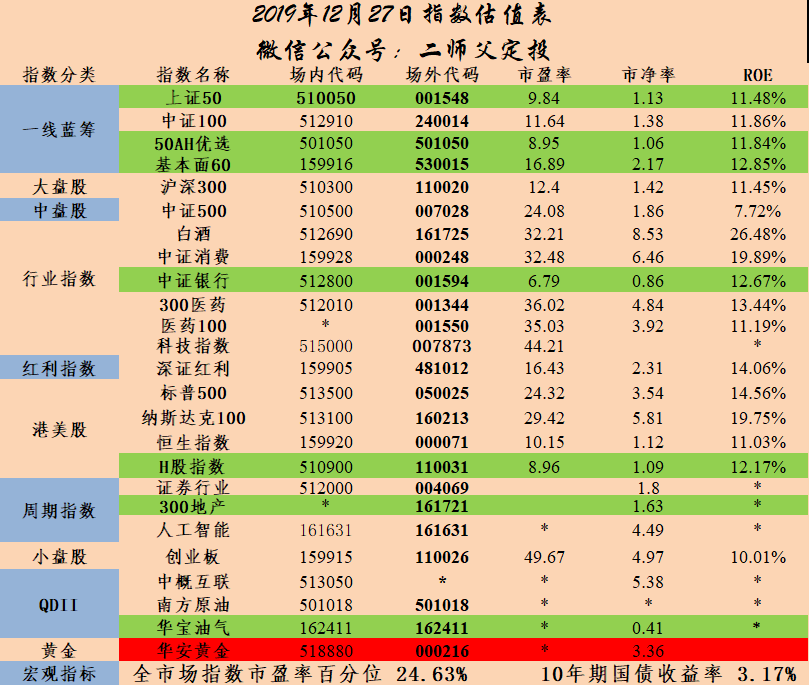 2019年12月27日指数估值表
微信公众号：二师父定投
指数分类 指数名称 场内代码 场外代码 市盈率 市净率 ROE
一线蓝筹 上证50 510050 001548 9.84 1.13 11.48%
中证100 512910 240014 11.64 1.38 11.86%
50AH优选 501050 501050 8.95 1.06 11.84%
基本面60 159916 530015 16.89 2.17 12.85%
大盘股 沪深300 510300 110020 12.4 1.42 11.45%
中盘股 中证500 510500 007028 24.08 1.86 7.72%
行业指数 白酒 512690 161725 32.21 8.53 26.48%
中证消费 159928 000248 32.48 6.46 19.89%
中证银行 512800 001594 6.79 0.86 12.67%
300医药 512010 001344 36.02 4.84 13.44%
医药100 * 001550 35.03 3.92 11.19%
科技指数 515000 007873 44.21 *
红利指数 深证红利 159905 481012 16.43 2.31 14.06%
港美股 标普500 513500 050025 24.32 3.54 14.56%
纳斯达克100 513100 160213 29.42 5.81 19.75%
恒生指数 159920 000071 10.15 1.12 11.03%
H股指数 510900 110031 8.96 1.09 12.17%
周期指数 证券行业 512000 004069 1.8 *
300地产 * 161721 1.63 *
人工智能 161631 161631 * 4.49 *
小盘股 创业板 159915 110026 49.67 4.97 10.01%
QDII 中概互联 513050 * * 5.38 *
南方原油 501018 501018 * * *
华宝油气 162411 162411 * 0.41 *
黄金 华安黄金 518880 000216 * 3.36
宏观指标 全市场指数市盈率百分位 24.63% 10年期国债收益率 3.17%